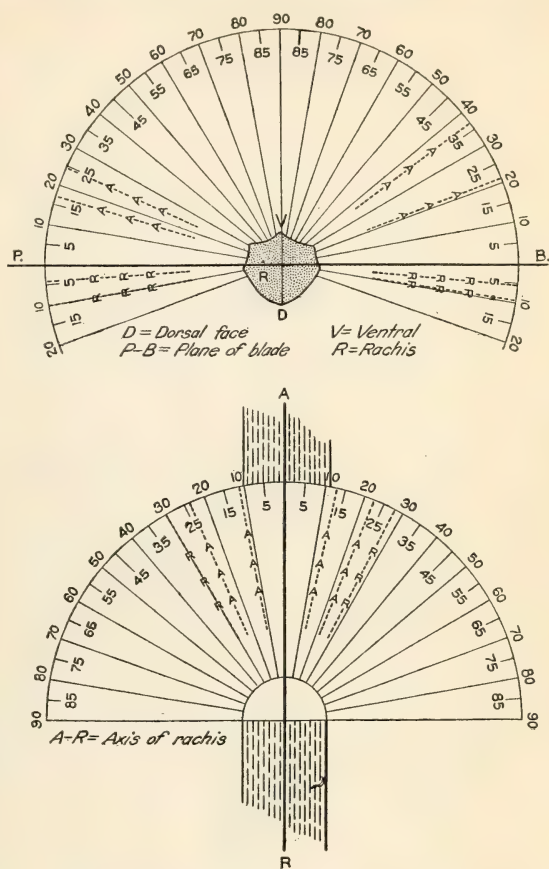 90
80 80
70 85 85 70
60 75 75 60
50 65 65 50
40 55 55 40
30 45 45 30
35 35
20 25 A A A A A A 25 20
10 15 A A A A A A 15 10
5 V 5
P. B.
5 R R R R R R R 5
10 R R R R R R 10
15 D 15
20 20
D = Dorsal face V = Ventral
P-B = Plane of blade R = Rachis
A
10 10
30 20 5 5 20 30
40 25 15 15 25 40
50 35 A A A A 35 50
60 45 R A A A A R 45 60
70 55 R A A A A R 55 70
80 65 R R 65 80
75 75
90 85 85 90
A-R = Axis of rachis
R